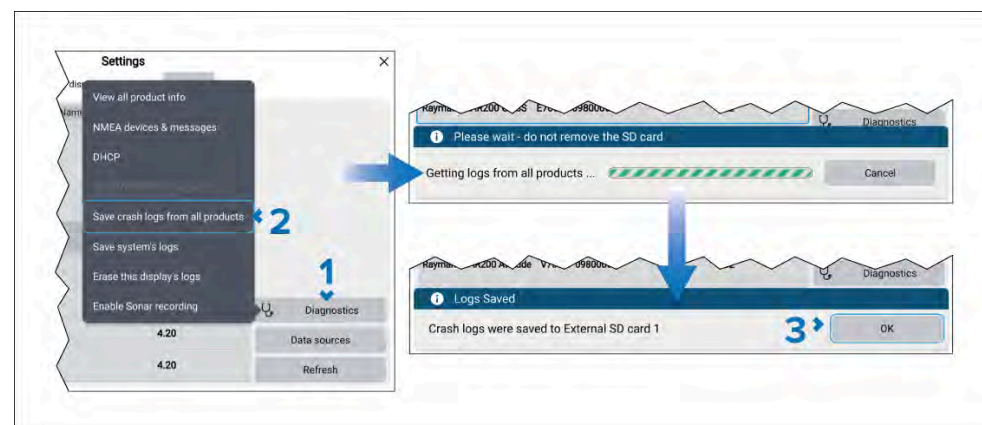 Settings
View all product info
NMEA devices & messages
DHCP
Save crash logs from all products
2
Save system's logs
Erase this display's logs
Enable Sonar recording
1
Diagnostics
4.20
Data sources
4.20
Refresh
Diagnostics
Please wait - do not remove the SD card
Getting logs from all products ...
Cancel
Diagnostics
Logs Saved
Crash logs were saved to External SD card 1
3
OK